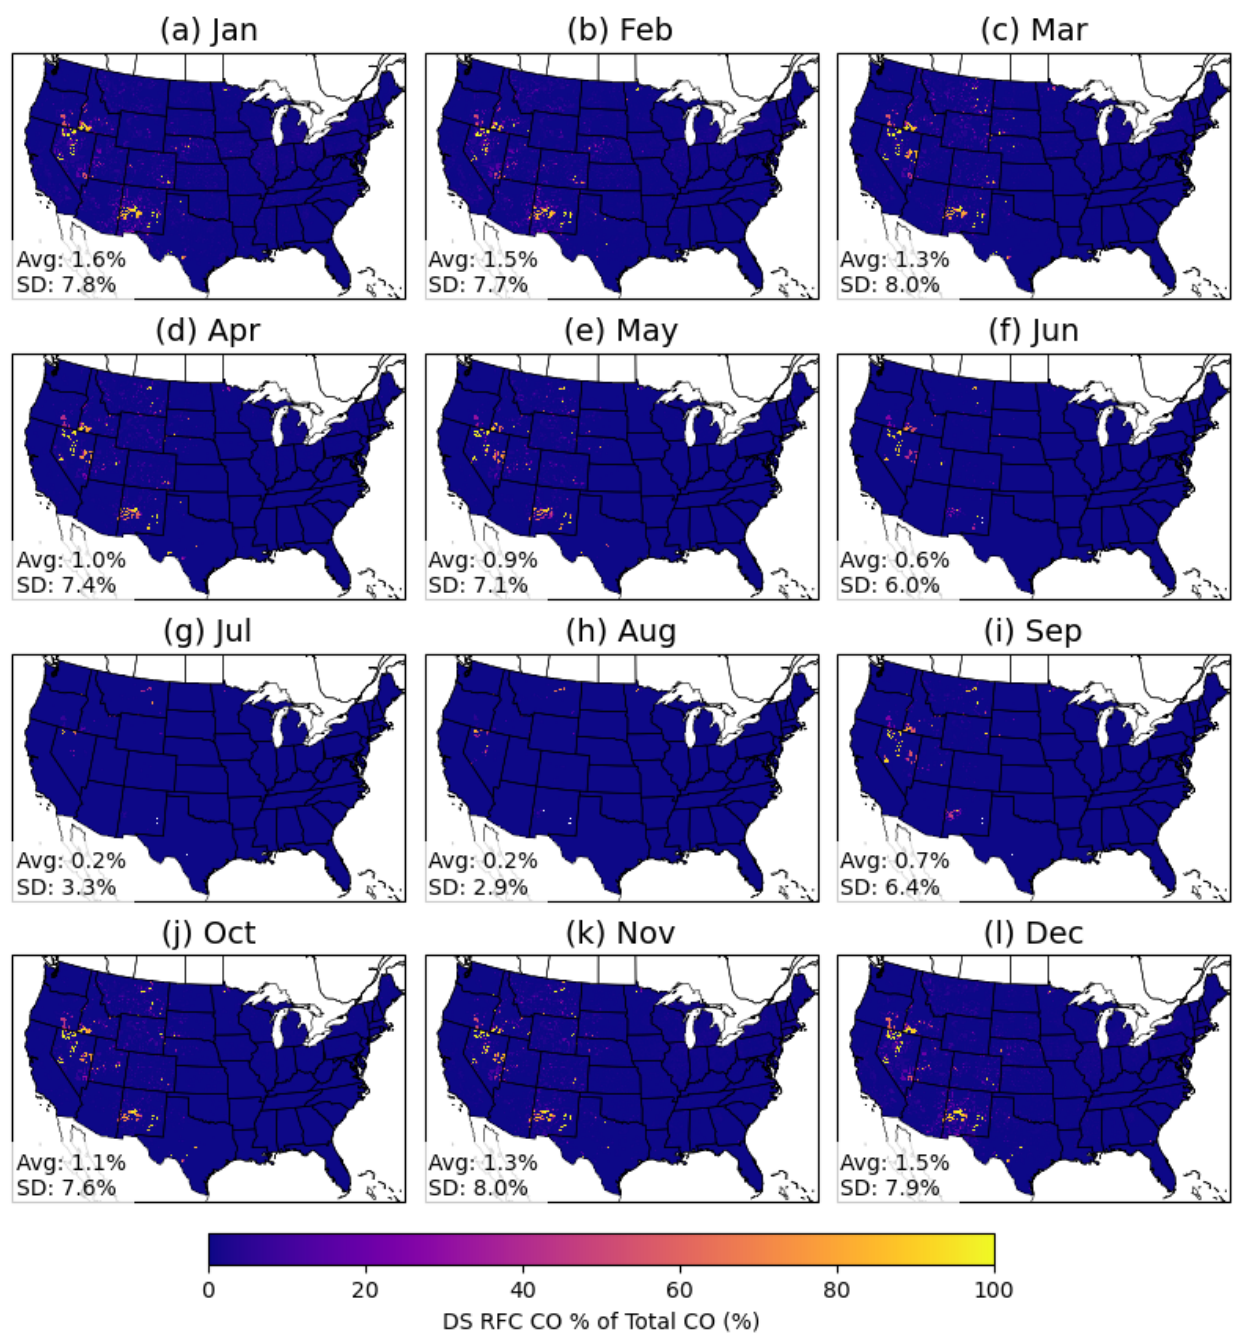 (a) Jan
(b) Feb
(c) Mar
Avg: 1.6%
SD: 7.8%
Avg: 1.5%
SD: 7.7%
Avg: 1.3%
SD: 8.0%
(d) Apr
(e) May
(f) Jun
Avg: 1.0%
SD: 7.4%
Avg: 0.9%
SD: 7.1%
Avg: 0.6%
SD: 6.0%
(g) Jul
(h) Aug
(i) Sep
Avg: 0.2%
SD: 3.3%
Avg: 0.2%
SD: 2.9%
Avg: 0.7%
SD: 6.4%
(j) Oct
(k) Nov
(l) Dec
Avg: 1.1%
SD: 7.6%
Avg: 1.3%
SD: 8.0%
Avg: 1.5%
SD: 7.9%
0 20 40 60 80 100
DS RFC CO % of Total CO (%)